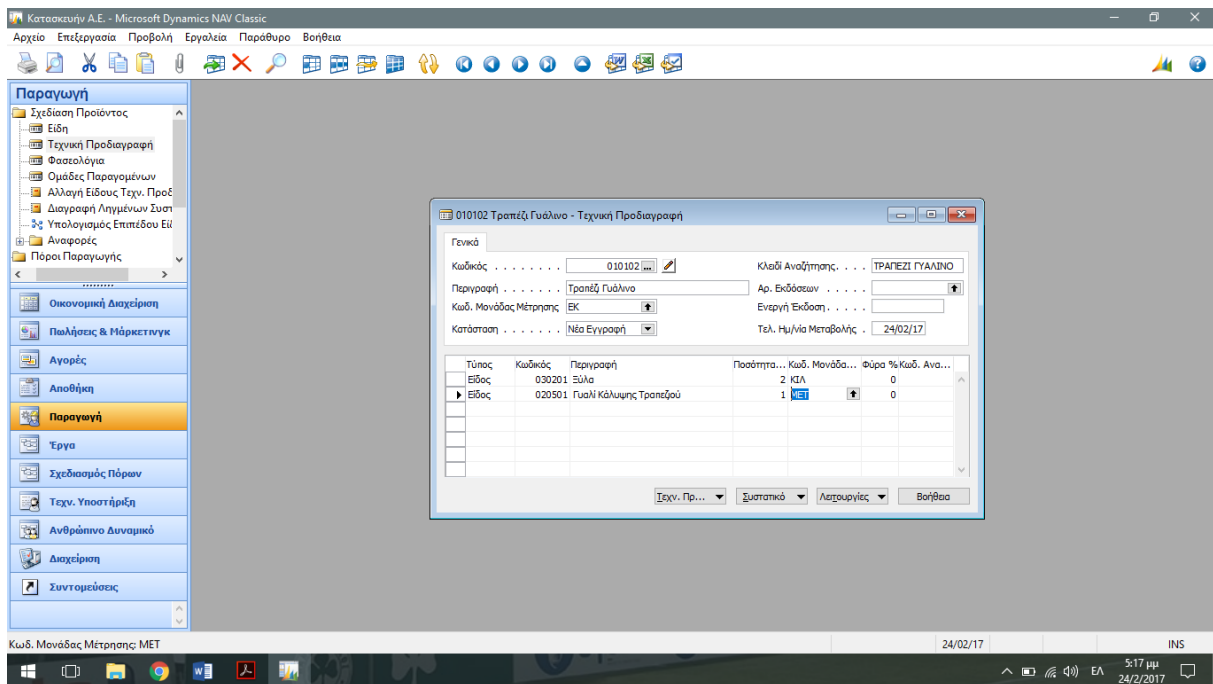 Κατασκευήν Α.Ε. - Microsoft Dynamics NAV Classic
Αρχείο Επεξεργασία Προβολή Εργαλεία Παράθυρο Βοήθεια
Παραγωγή
Σχεδίαση Προϊόντος
Είδη
Τεχνική Προδιαγραφή
Φασεολόγια
Ομάδες Παραγομένων
Αλλαγή Είδους Τεχν. Προδ
Διαγραφή Ληγμένων Συστ
Υπολογισμός Επιπέδου Εί
Αναφορές
Πόροι Παραγωγής
Οικονομική Διαχείριση
Πωλήσεις & Μάρκετινγκ
Αγορές
Αποθήκη
Παραγωγή
Έργα
Σχεδιασμός Πόρων
Τεχν. Υποστήριξη
Ανθρώπινο Δυναμικό
Διαχείριση
Συντομεύσεις
010102 Τραπέζι Γυάλινο - Τεχνική Προδιαγραφή
Γενικά
Κωδικός . . . . . . . . 010102 ... Κλειδί Αναζήτησης. . . . ΤΡΑΠΕΖΙ ΓΥΑΛΙΝΟ
Περιγραφή . . . . . . . Τραπέζι Γυάλινο Αρ. Εκδόσεων . . . . .
Κωδ. Μονάδας Μέτρησης ΕΚ Ενεργή Έκδοση. . . . .
Κατάσταση . . . . . . . Νέα Εγγραφή Τελ. Ημ/νία Μεταβολής . 24/02/17
Τύπος Κωδικός Περιγραφή Ποσότητα... Κωδ. Μονάδα... Φύρα % Κωδ. Ανα...
Είδος 030201 Ξύλα 2 ΚΙΛ 0
Είδος 020501 Γυαλί Κάλυψης Τραπεζιού 1 ΜΕΤ 0
Τεχν. Πρ... Συστατικό Λειτουργίες Βοήθεια
Κωδ. Μονάδας Μέτρησης: ΜΕΤ 24/02/17 INS
ΕΛ 5:17 μμ
24/2/2017